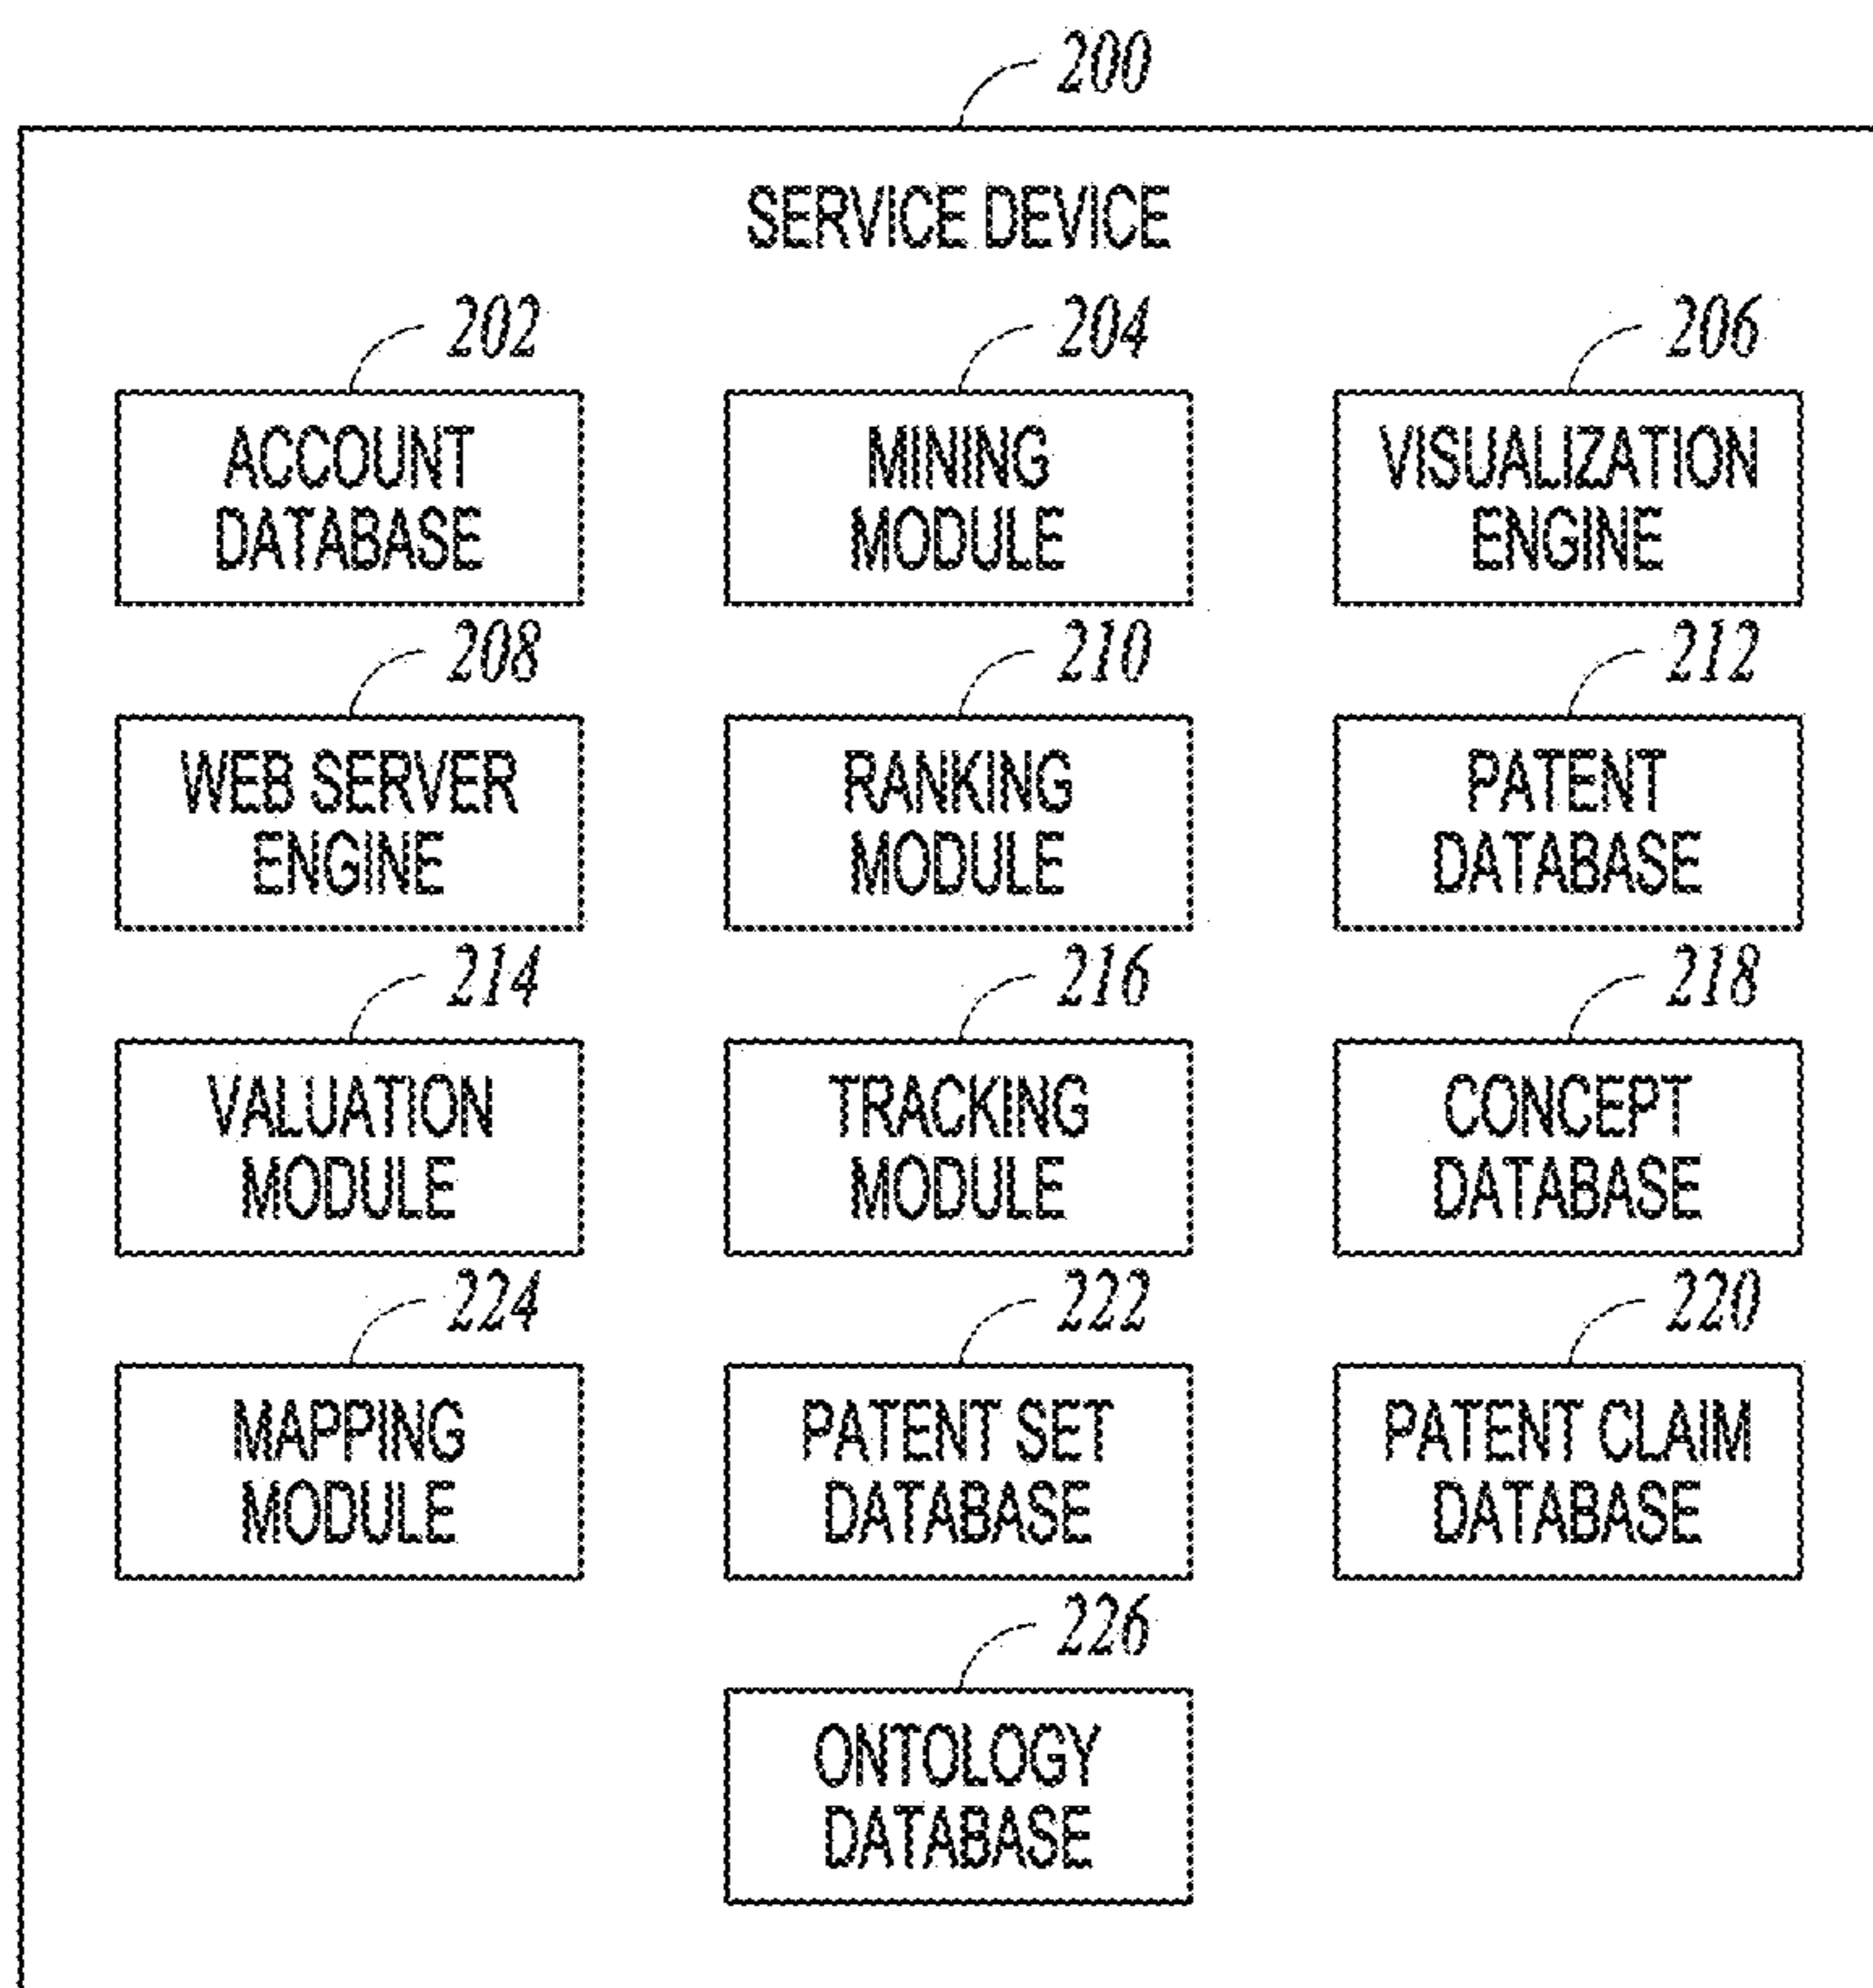 200
SERVICE DEVICE
202
ACCOUNT
DATABASE
204
MINING
MODULE
206
VISUALIZATION
ENGINE
208
WEB SERVER
ENGINE
210
RANKING
MODULE
212
PATENT
DATABASE
214
VALUATION
MODULE
216
TRACKING
MODULE
218
CONCEPT
DATABASE
224
MAPPING
MODULE
222
PATENT SET
DATABASE
220
PATENT CLAIM
DATABASE
226
ONTOLOGY
DATABASE